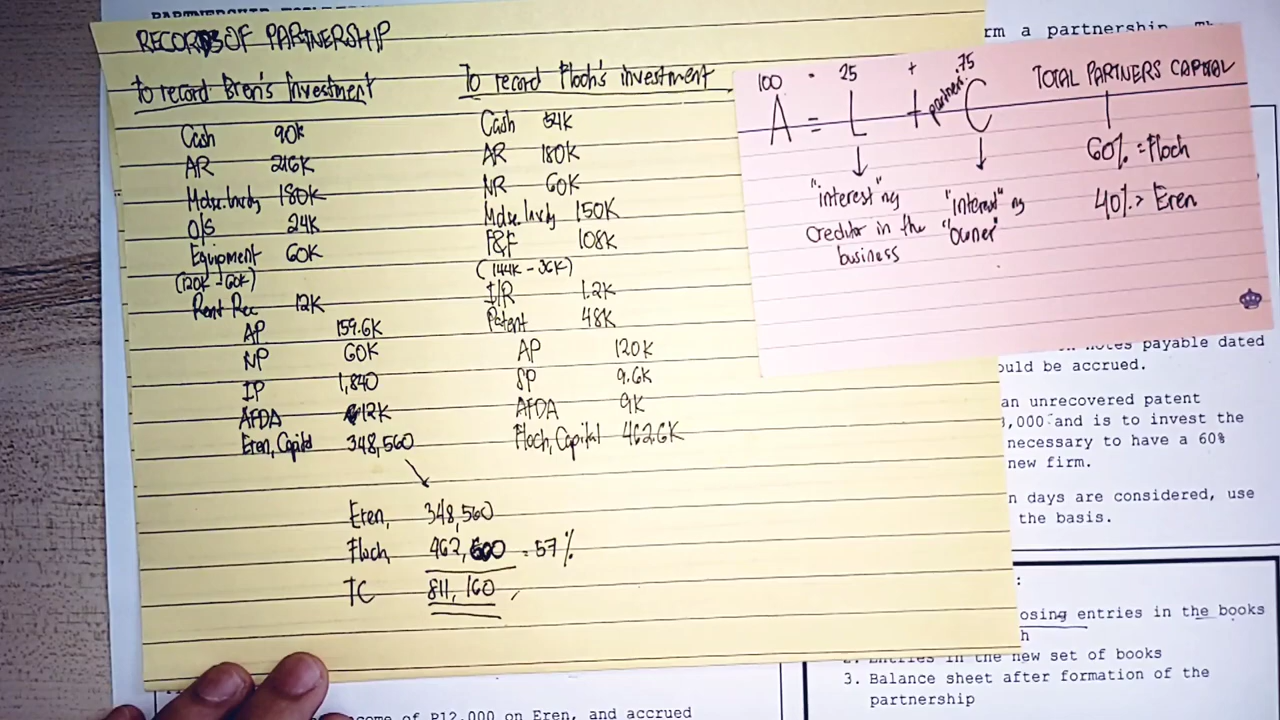 RECORDS OF PARTNERSHIP
To record Eren's Investment
Cash 90K
AR 216K
Mdse. Invty 180K
O/S 24K
Equipment 60K
(120K - 60K)
Rent Rec 12K
AP 159.6K
NP 60K
IP 1,840
AFDA 12K
Eren, Capital 348,560
To record Floch's investment
Cash 54K
AR 180K
NR 60K
Mdse. Invty 150K
F&F 108K
(144K - 36K)
I/R 1.2K
Patent 48K
AP 120K
SP 9.6K
AFDA 9K
Floch, Capital 462.6K
Eren, 348,560
Floch, 462,600 = 57%
TC 811,160
100 = 25 + .75
A = L + C
partners'
"interest"ng
creditor in the
business
"interest" ng
"owner"
TOTAL PARTNERS CAPITAL
60% = Floch
40% = Eren
rm a partnership.
notes payable dated
ould be accrued.
an unrecovered patent
,000 and is to invest the
necessary to have a 60%
new firm.
n days are considered, use
the basis.
:
osing entries in the books
h
2. Entries in the new set of books
3. Balance sheet after formation of the
partnership
ncome of P12,000 on Eren, and accrued